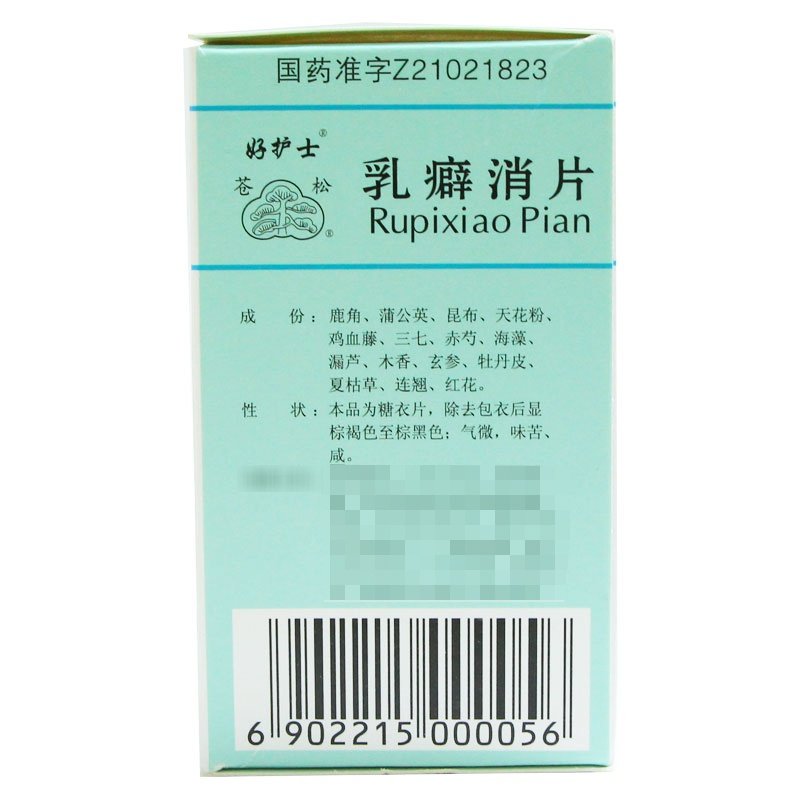 国药准字Z21021823
好护士®
苍松
®
乳癖消片
Rupixiao Pian
成 份：鹿角、蒲公英、昆布、天花粉、
鸡血藤、三七、赤芍、海藻、
漏芦、木香、玄参、牡丹皮、
夏枯草、连翘、红花。
性 状：本品为糖衣片，除去包衣后显
棕褐色至棕黑色；气微，味苦、
咸。
6 902215 000056